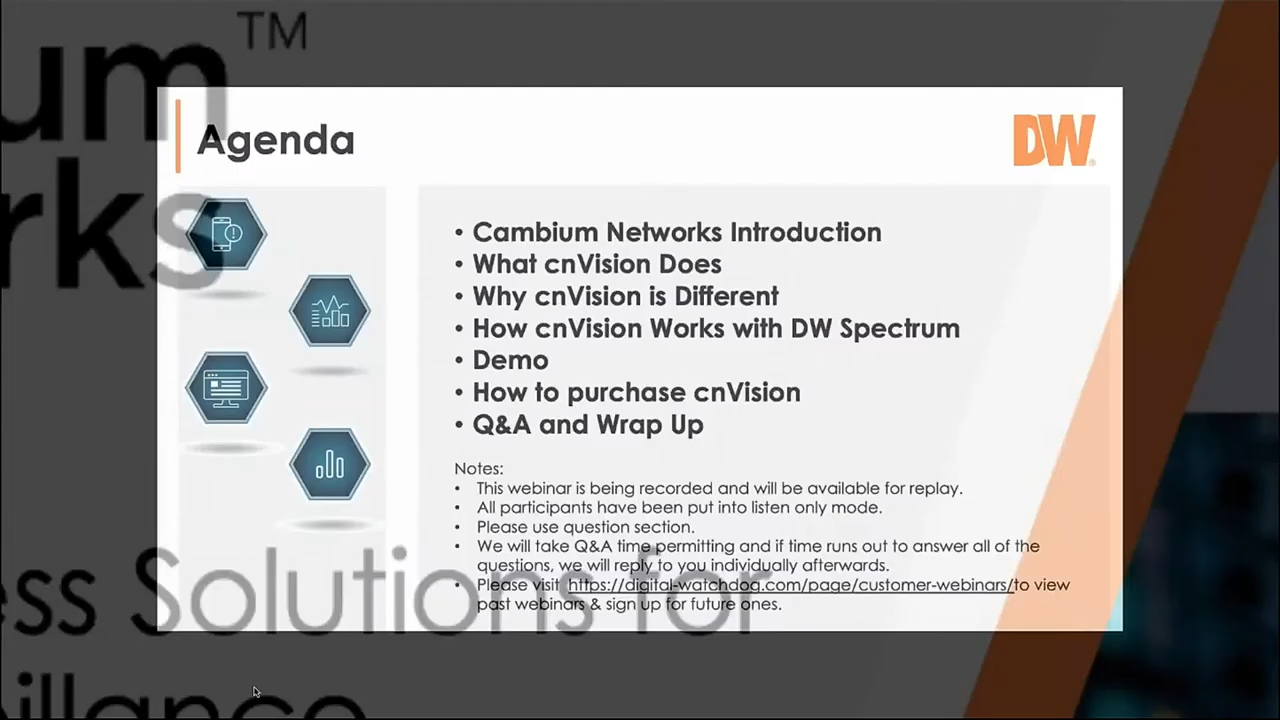 um™
rks
Agenda
DW®
• Cambium Networks Introduction
• What cnVision Does
• Why cnVision is Different
• How cnVision Works with DW Spectrum
• Demo
• How to purchase cnVision
• Q&A and Wrap Up
Notes:
• This webinar is being recorded and will be available for replay.
• All participants have been put into listen only mode.
• Please use question section.
• We will take Q&A time permitting and if time runs out to answer all of the
questions, we will reply to you individually afterwards.
• Please visit https://digital-watchdog.com/page/customer-webinars/to view
past webinars & sign up for future ones.
ess Solutions for
illance